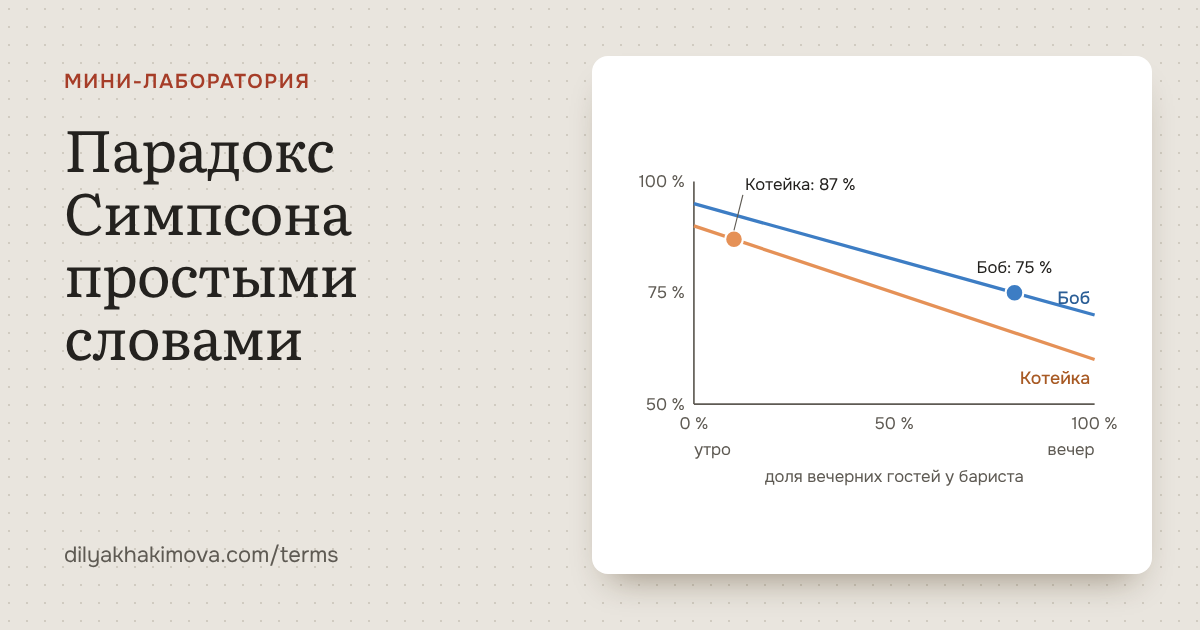 МИНИ-ЛАБОРАТОРИЯ
Парадокс
Симпсона
простыми
словами
dilyakhakimova.com/terms
100 %
Котейка: 87 %
Боб: 75 %
75 %
Боб
Котейка
50 %
0 %
50 %
100 %
утро
вечер
доля вечерних гостей у бариста